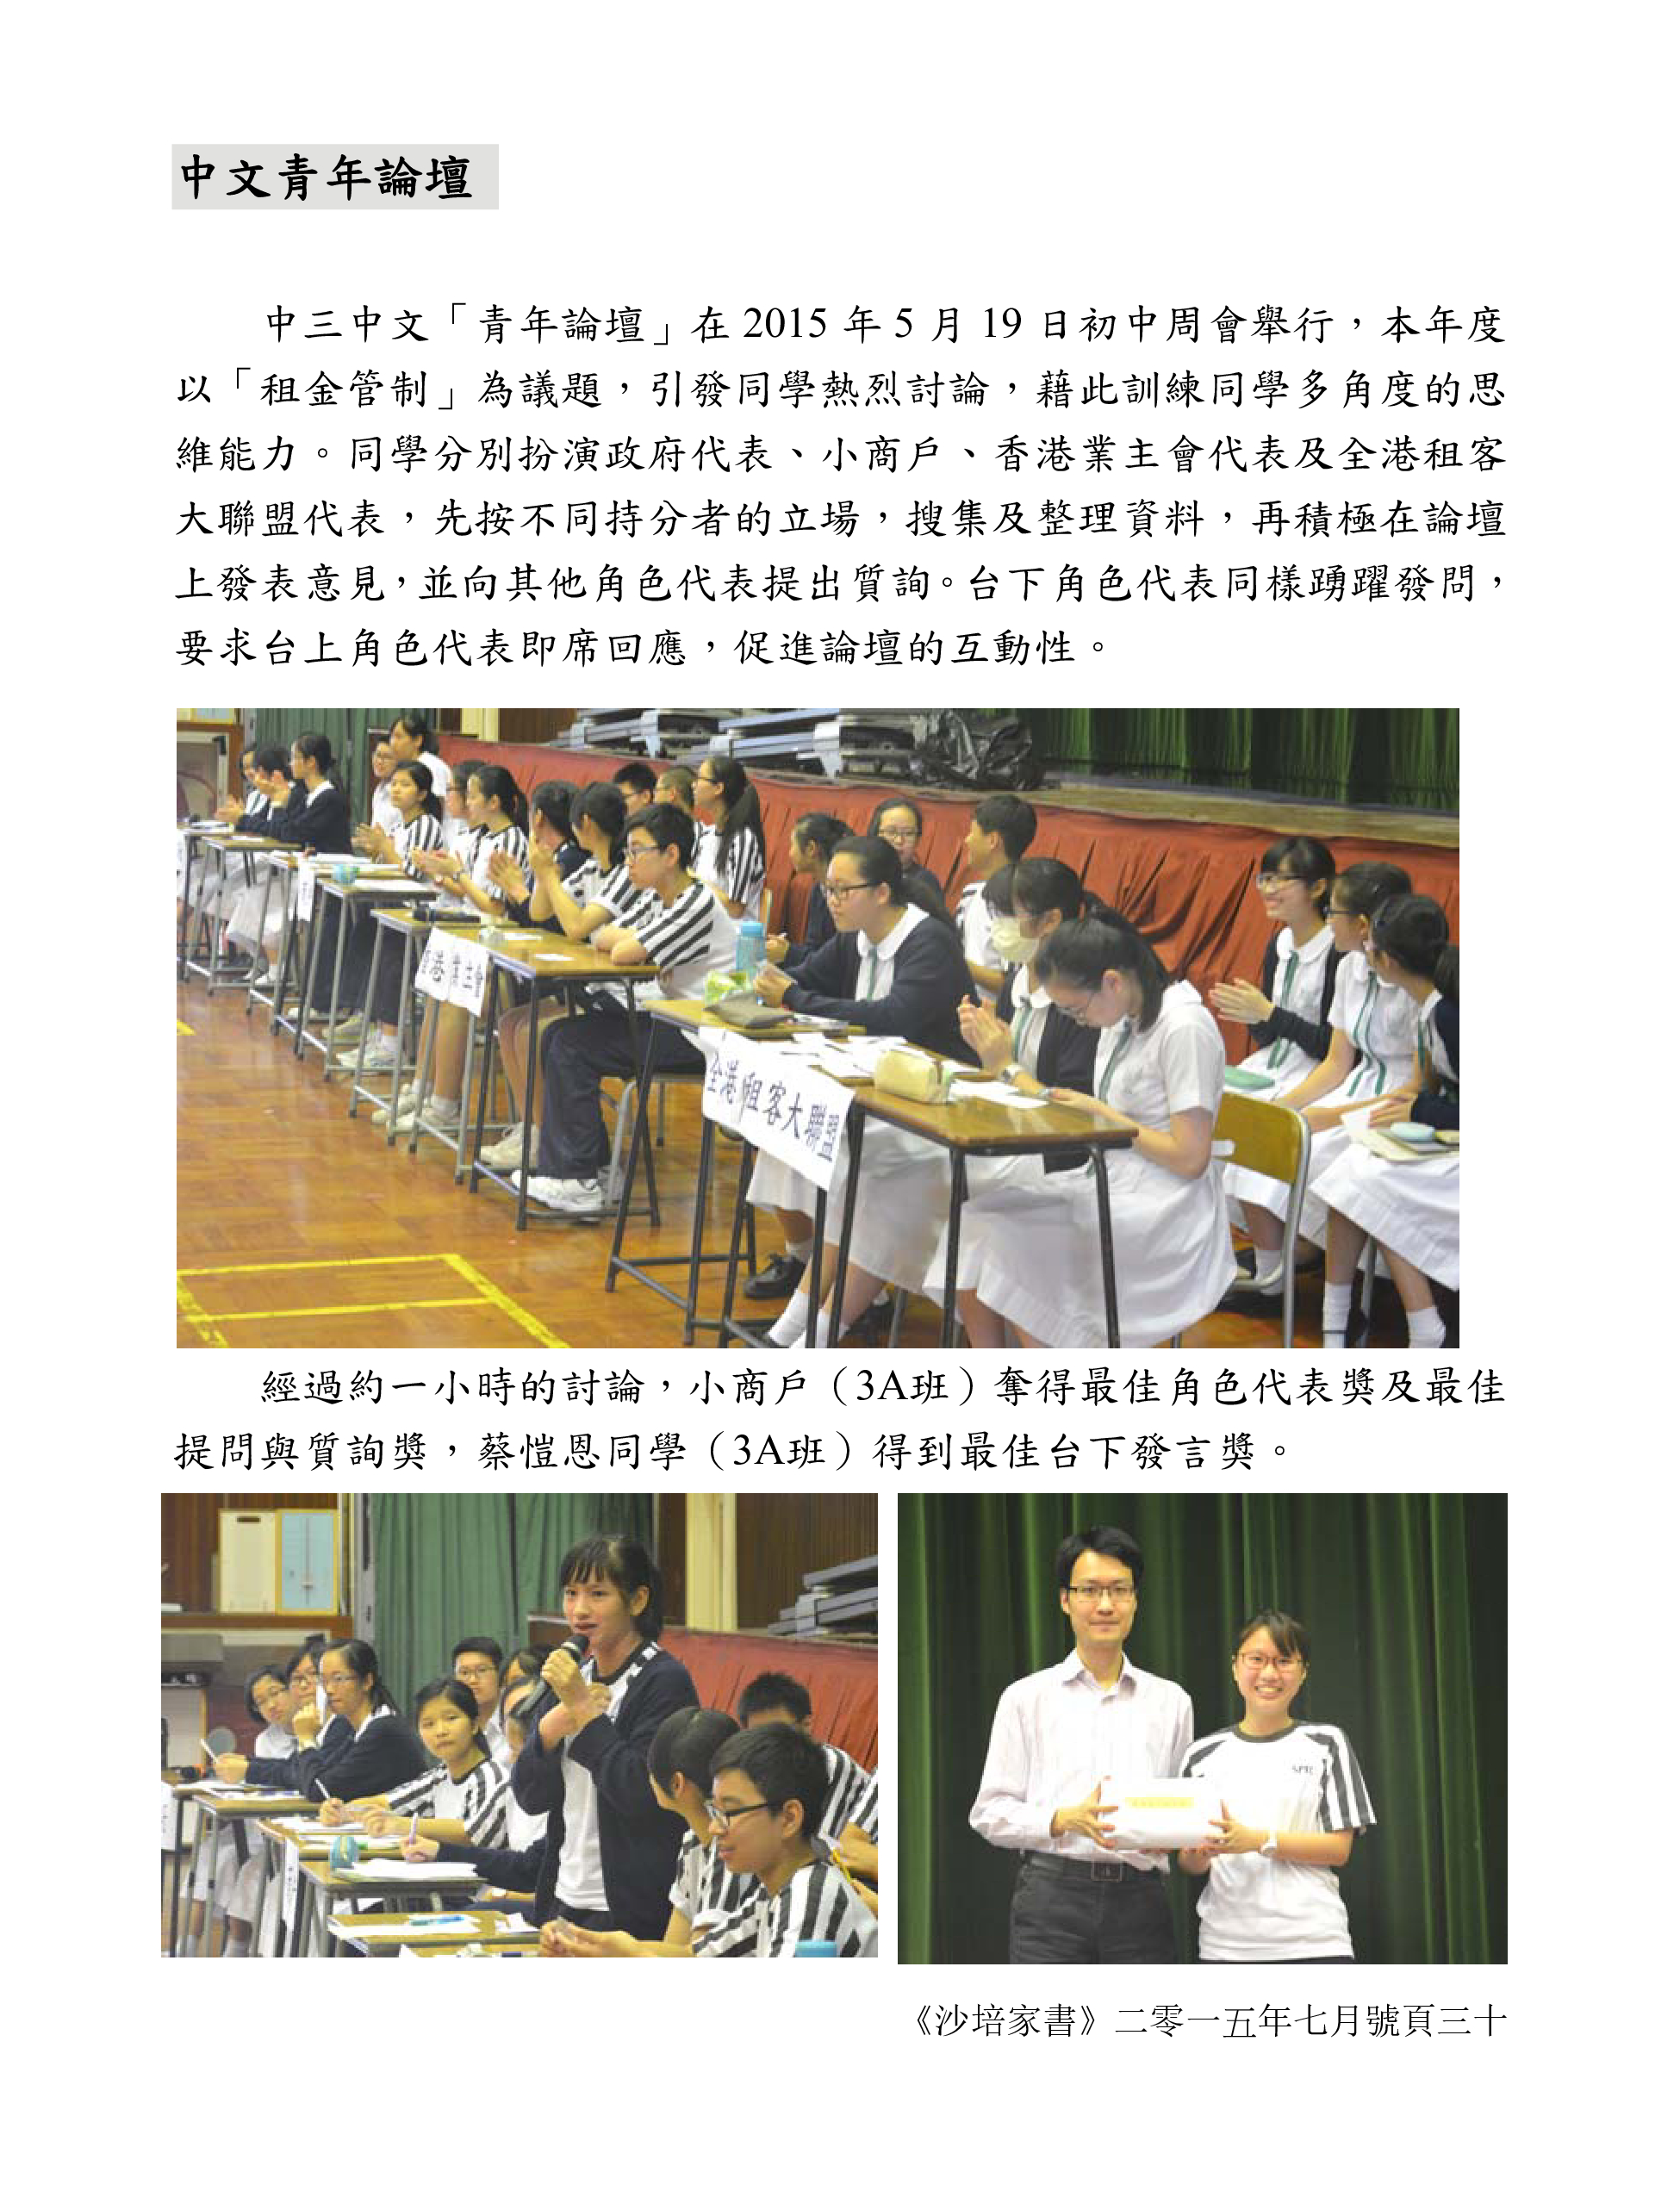 中文青年論壇
中三中文「青年論壇」在 2015 年 5 月 19 日初中周會舉行，本年度
以「租金管制」為議題，引發同學熱烈討論，藉此訓練同學多角度的思
維能力。同學分別扮演政府代表、小商戶、香港業主會代表及全港租客
大聯盟代表，先按不同持分者的立場，搜集及整理資料，再積極在論壇
上發表意見，並向其他角色代表提出質詢。台下角色代表同樣踴躍發問，
要求台上角色代表即席回應，促進論壇的互動性。
港業主會
全港租客大聯盟
經過約一小時的討論，小商戶（3A班）奪得最佳角色代表獎及最佳
提問與質詢獎，蔡愷恩同學（3A班）得到最佳台下發言獎。
《沙培家書》二零一五年七月號頁三十